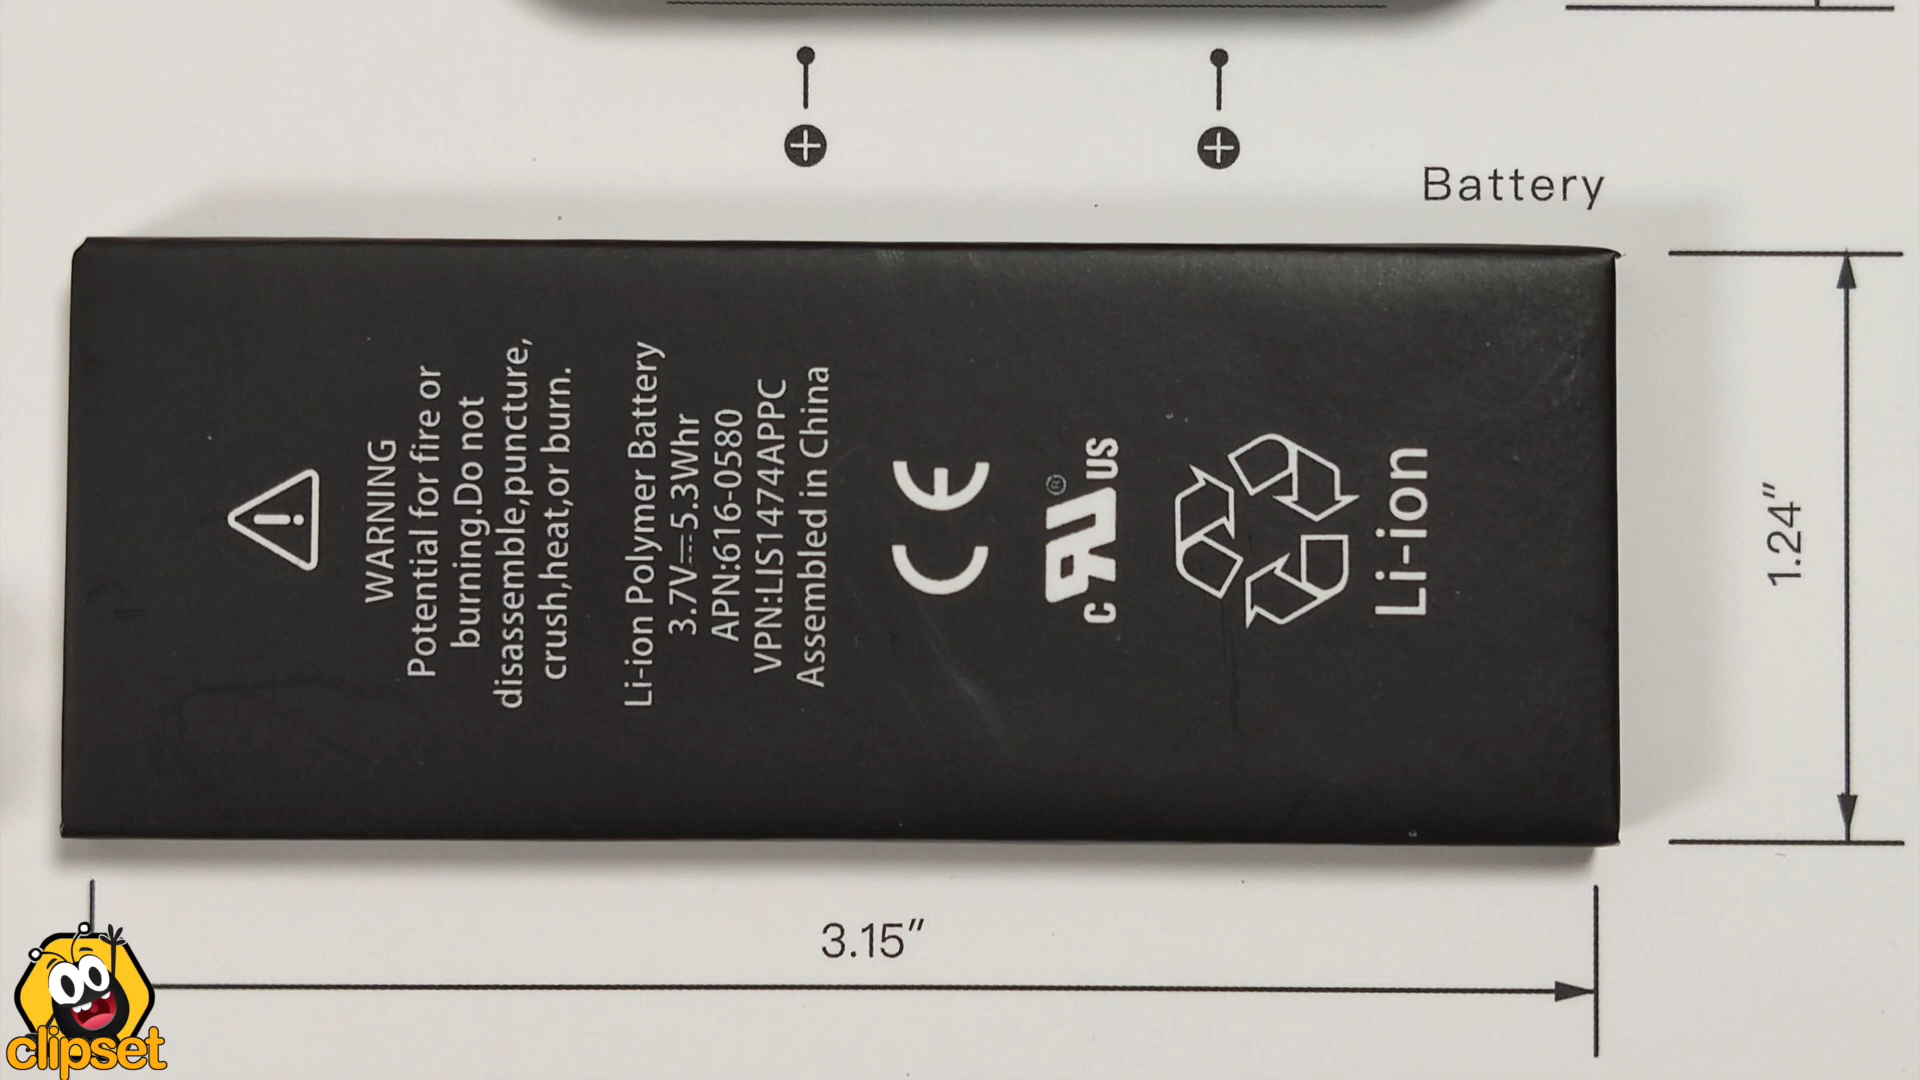 Battery
WARNING
Potential for fire or
burning.Do not
disassemble,puncture,
crush,heat,or burn.
Li-ion Polymer Battery
3.7V⎓5.3Whr
APN:616-0580
VPN:LIS1474APPC
Assembled in China
CE
c RU® US
Li-ion
1.24”
3.15”
clipset